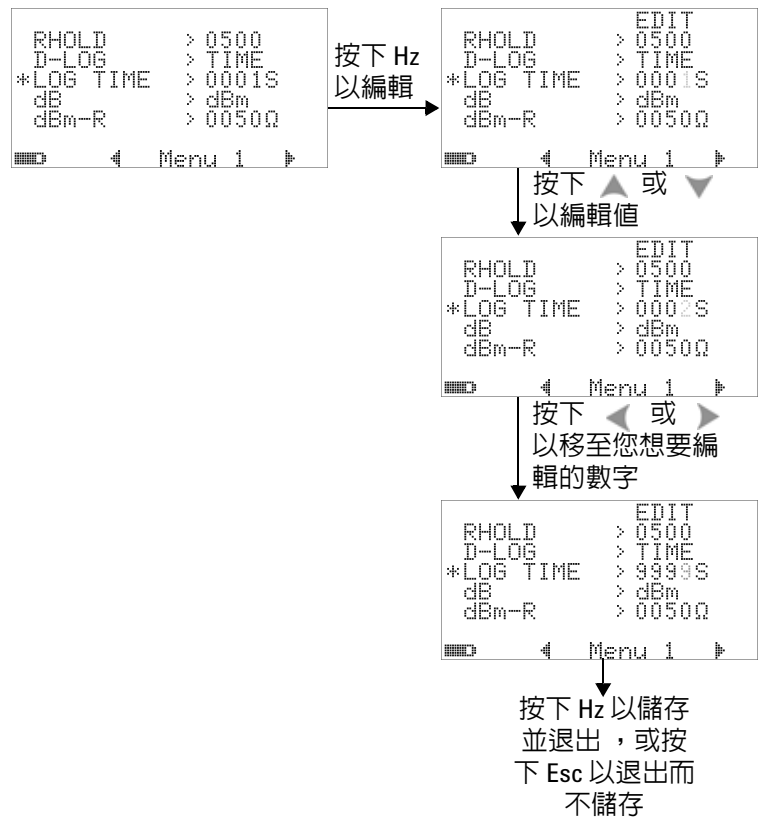 RHOLD > 0500
D-LOG > TIME
*LOG TIME > 0001S
dB > dBm
dBm-R > 0050Ω
Menu 1
按下 Hz
以編輯
EDIT
RHOLD > 0500
D-LOG > TIME
*LOG TIME > 0001S
dB > dBm
dBm-R > 0050Ω
Menu 1
按下 或
以編輯值
EDIT
RHOLD > 0500
D-LOG > TIME
*LOG TIME > 0002S
dB > dBm
dBm-R > 0050Ω
Menu 1
按下 或
以移至您想要編
輯的數字
EDIT
RHOLD > 0500
D-LOG > TIME
*LOG TIME > 9999S
dB > dBm
dBm-R > 0050Ω
Menu 1
按下 Hz 以儲存
並退出 ，或按
下 Esc 以退出而
不儲存